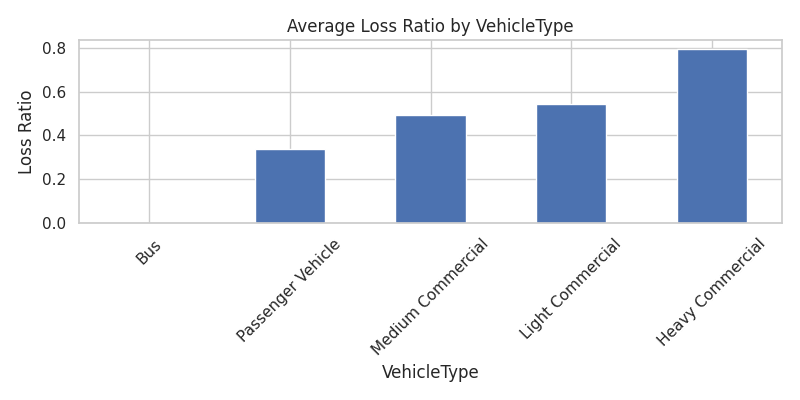 Average Loss Ratio by VehicleType
Loss Ratio
0.8
0.6
0.4
0.2
0.0
Bus
Passenger Vehicle
Medium Commercial
Light Commercial
Heavy Commercial
VehicleType